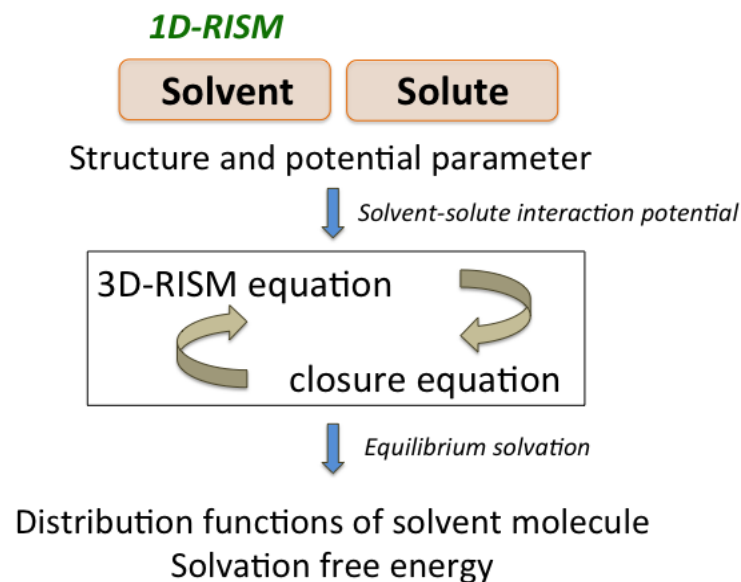 1D-RISM
Solvent Solute
Structure and potential parameter
Solvent-solute interaction potential
3D-RISM equation
closure equation
Equilibrium solvation
Distribution functions of solvent molecule
Solvation free energy